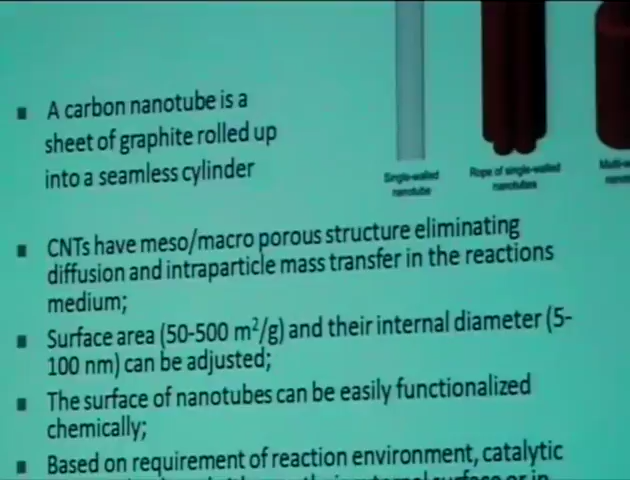 A carbon nanotube is a
sheet of graphite rolled up
into a seamless cylinder
Single-walled
nanotube
Rope of single-walled
nanotubes
CNTs have meso/macro porous structure eliminating
diffusion and intraparticle mass transfer in the reactions
medium;
Surface area (50-500 m²/g) and their internal diameter (5-
100 nm) can be adjusted;
The surface of nanotubes can be easily functionalized
chemically;
Based on requirement of reaction environment, catalytic